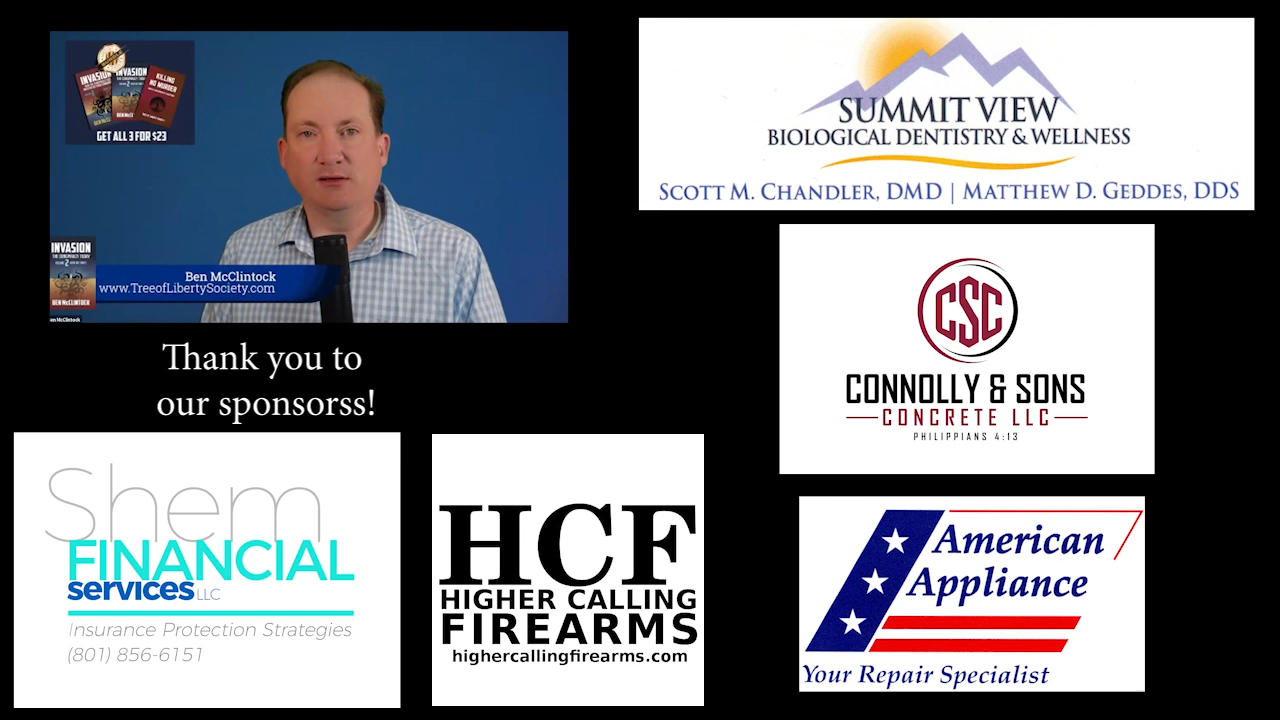 INVASION
INVASION
KILLING
NO MURDER
GET ALL 3 FOR $23
INVASION
THE CONSPIRACY TODAY
BEN McCLINTOCK
Ben McClintock
www.TreeofLibertySociety.com
Thank you to
our sponsorss!
SUMMIT VIEW
BIOLOGICAL DENTISTRY & WELLNESS
SCOTT M. CHANDLER, DMD | MATTHEW D. GEDDES, DDS
CSC
CONNOLLY & SONS
CONCRETE LLC
PHILIPPIANS 4:13
Shem
FINANCIAL
services LLC
Insurance Protection Strategies
(801) 856-6151
HCF
HIGHER CALLING
FIREARMS
highercallingfirearms.com
American
Appliance
Your Repair Specialist